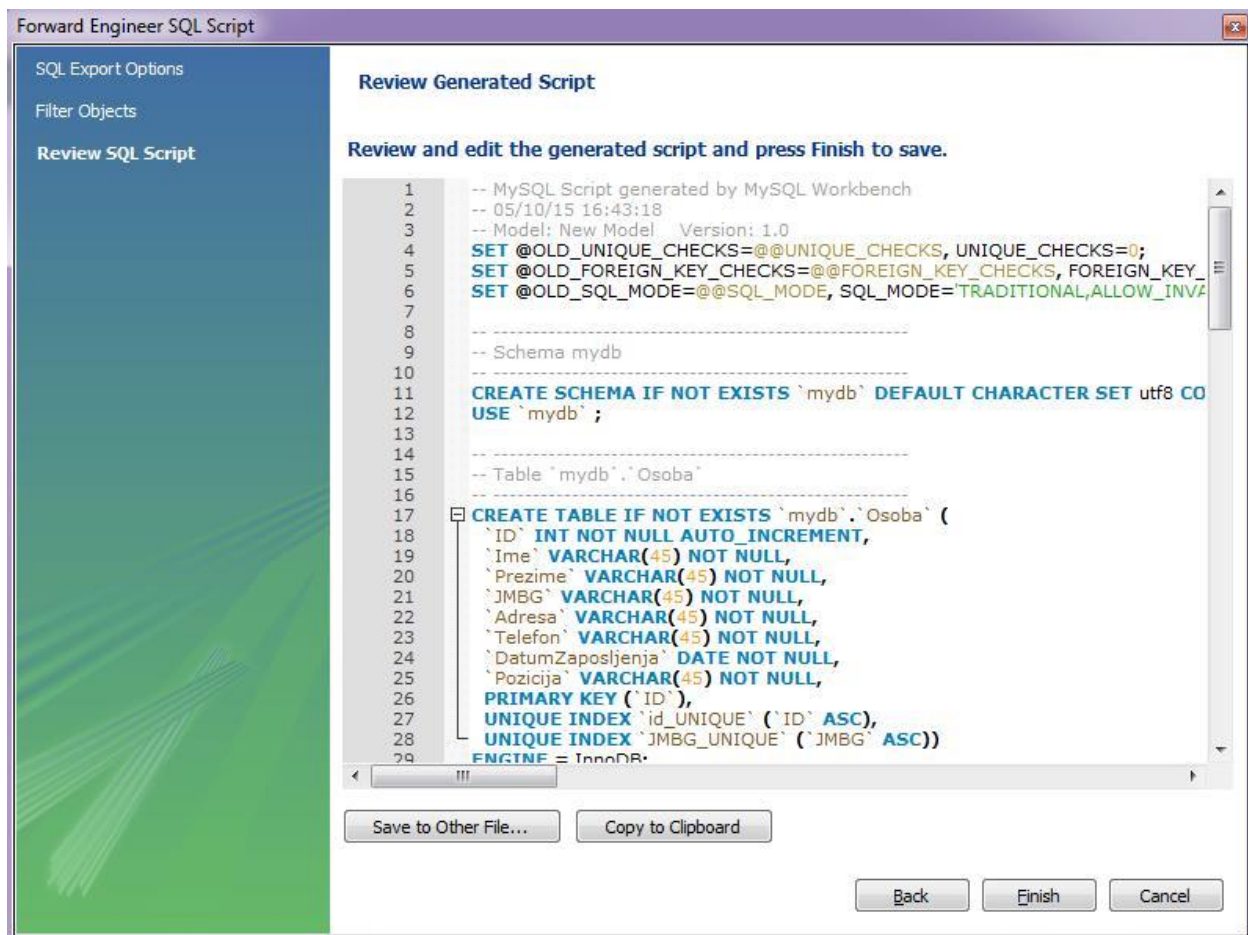 Forward Engineer SQL Script
SQL Export Options
Filter Objects
Review SQL Script
Review Generated Script
Review and edit the generated script and press Finish to save.
1 -- MySQL Script generated by MySQL Workbench
2 -- 05/10/15 16:43:18
3 -- Model: New Model    Version: 1.0
4 SET @OLD_UNIQUE_CHECKS=@@UNIQUE_CHECKS, UNIQUE_CHECKS=0;
5 SET @OLD_FOREIGN_KEY_CHECKS=@@FOREIGN_KEY_CHECKS, FOREIGN_KEY_
6 SET @OLD_SQL_MODE=@@SQL_MODE, SQL_MODE='TRADITIONAL,ALLOW_INVA
7
8 -- -----------------------------------------------------
9 -- Schema mydb
10 -- -----------------------------------------------------
11 CREATE SCHEMA IF NOT EXISTS `mydb` DEFAULT CHARACTER SET utf8 CO
12 USE `mydb` ;
13
14 -- -----------------------------------------------------
15 -- Table `mydb`.`Osoba`
16 -- -----------------------------------------------------
17 CREATE TABLE IF NOT EXISTS `mydb`.`Osoba` (
18 `ID` INT NOT NULL AUTO_INCREMENT,
19 `Ime` VARCHAR(45) NOT NULL,
20 `Prezime` VARCHAR(45) NOT NULL,
21 `JMBG` VARCHAR(45) NOT NULL,
22 `Adresa` VARCHAR(45) NOT NULL,
23 `Telefon` VARCHAR(45) NOT NULL,
24 `DatumZaposljenja` DATE NOT NULL,
25 `Pozicija` VARCHAR(45) NOT NULL,
26 PRIMARY KEY (`ID`),
27 UNIQUE INDEX `id_UNIQUE` (`ID` ASC),
28 UNIQUE INDEX `JMBG_UNIQUE` (`JMBG` ASC))
29 ENGINE = InnoDB;
Save to Other File... Copy to Clipboard
Back Finish Cancel